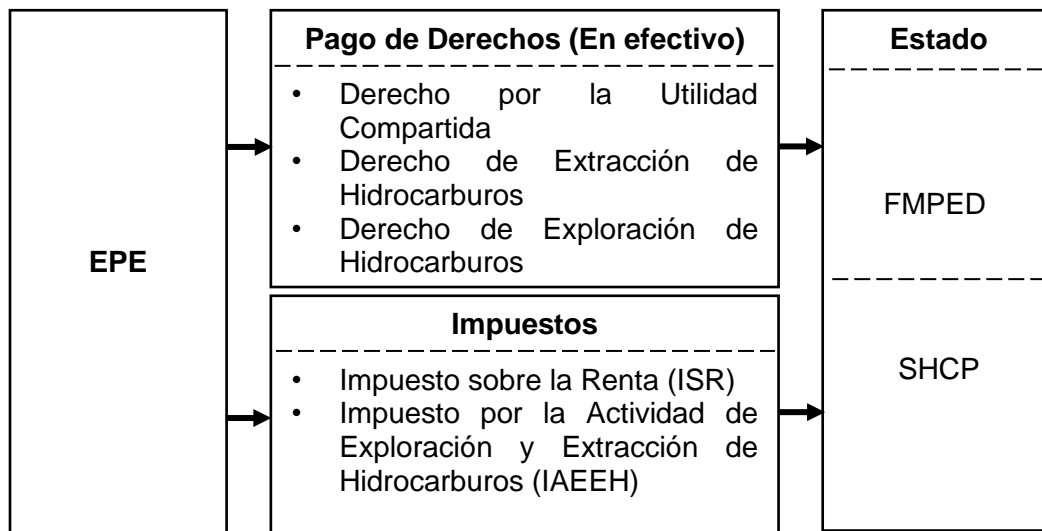 EPE
Pago de Derechos (En efectivo)
• Derecho por la Utilidad
Compartida
• Derecho de Extracción de
Hidrocarburos
• Derecho de Exploración de
Hidrocarburos
Impuestos
• Impuesto sobre la Renta (ISR)
• Impuesto por la Actividad de
Exploración y Extracción de
Hidrocarburos (IAEEH)
Estado
FMPED
SHCP